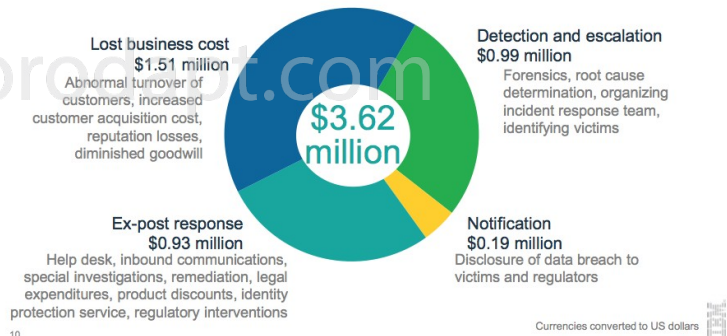 Lost business cost
$1.51 million
Abnormal turnover of
customers, increased
customer acquisition cost,
reputation losses,
diminished goodwill
Detection and escalation
$0.99 million
Forensics, root cause
determination, organizing
incident response team,
identifying victims
prodapt.com
$3.62
million
Ex-post response
$0.93 million
Help desk, inbound communications,
special investigations, remediation, legal
expenditures, product discounts, identity
protection service, regulatory interventions
Notification
$0.19 million
Disclosure of data breach to
victims and regulators
Currencies converted to US dollars
IBM
10